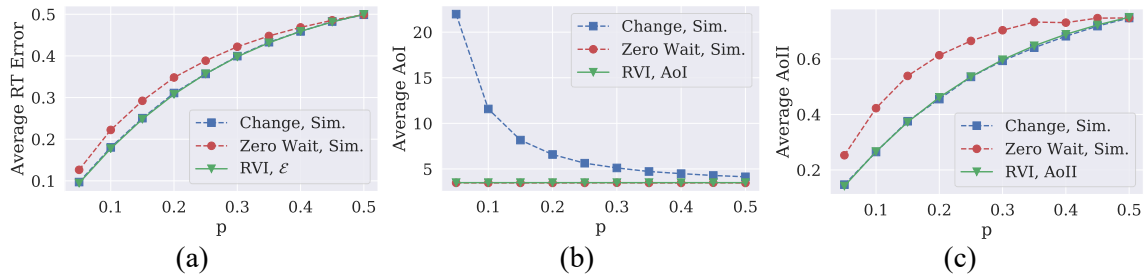 Average RT Error
0.5
0.4
0.3
0.2
0.1
0.1 0.2 0.3 0.4 0.5
p
Change, Sim.
Zero Wait, Sim.
RVI, ℰ
(a)
Average AoI
20
15
10
5
0.1 0.2 0.3 0.4 0.5
p
Change, Sim.
Zero Wait, Sim.
RVI, AoI
(b)
Average AoII
0.6
0.4
0.2
0.1 0.2 0.3 0.4 0.5
p
Change, Sim.
Zero Wait, Sim.
RVI, AoII
(c)